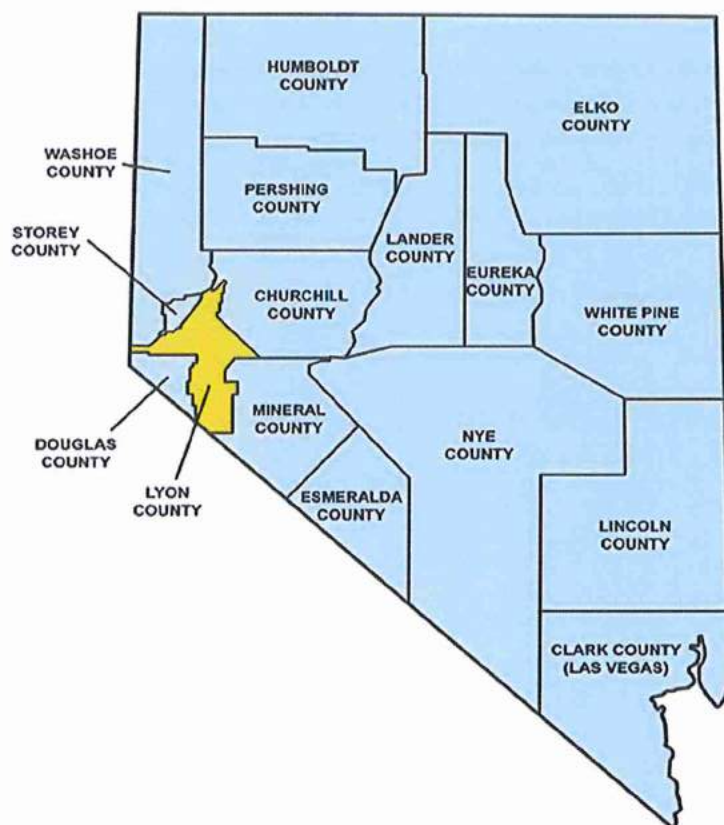 HUMBOLDT
COUNTY
ELKO
COUNTY
WASHOE
COUNTY
PERSHING
COUNTY
STOREY
COUNTY
LANDER
COUNTY
EUREKA
COUNTY
CHURCHILL
COUNTY
WHITE PINE
COUNTY
DOUGLAS
COUNTY
LYON
COUNTY
MINERAL
COUNTY
ESMERALDA
COUNTY
NYE
COUNTY
LINCOLN
COUNTY
CLARK COUNTY
(LAS VEGAS)